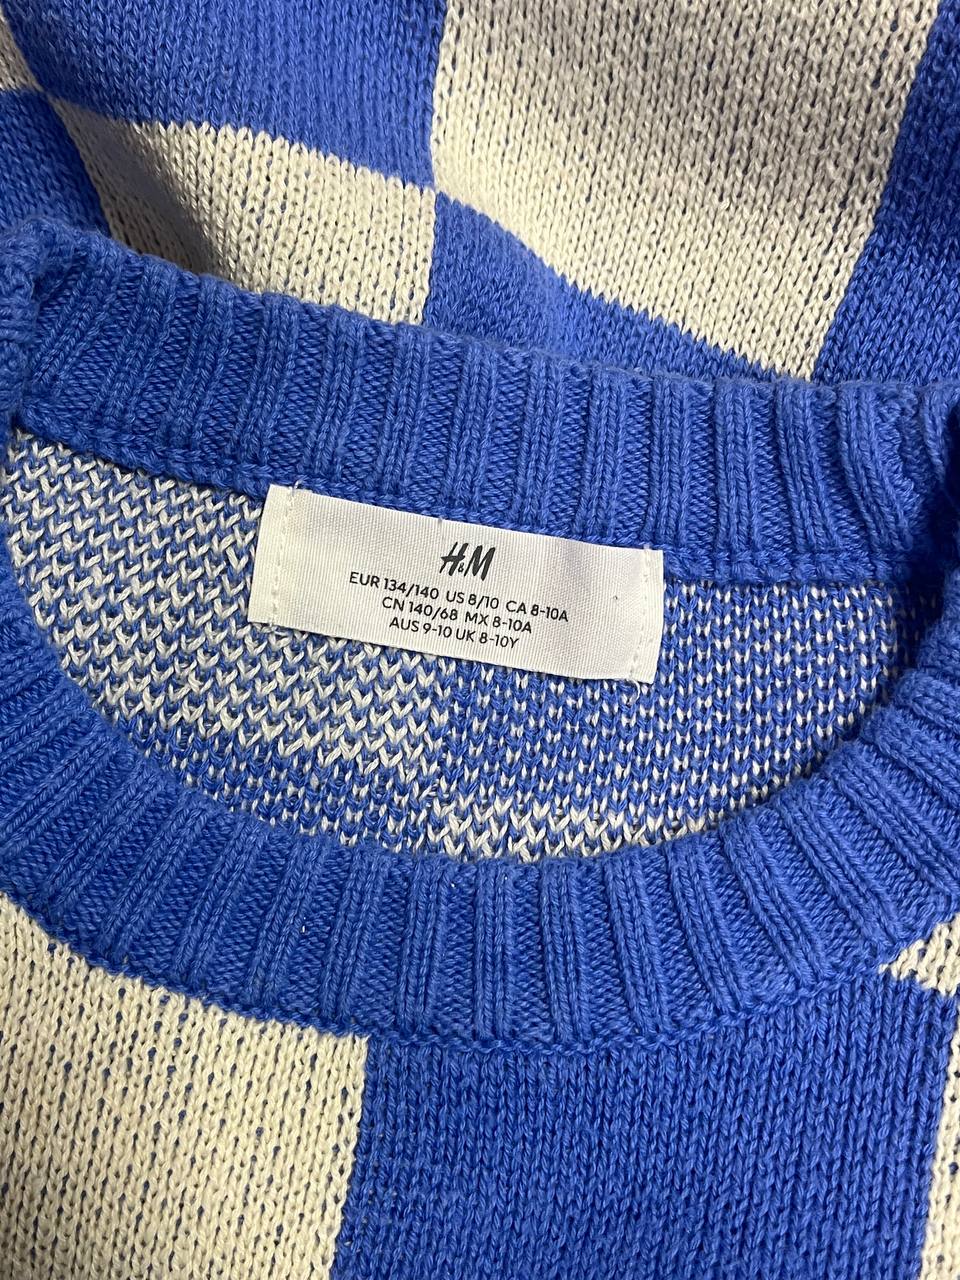 H&M
EUR 134/140 US 8/10 CA 8-10A
CN 140/68 MX 8-10A
AUS 9-10 UK 8-10Y